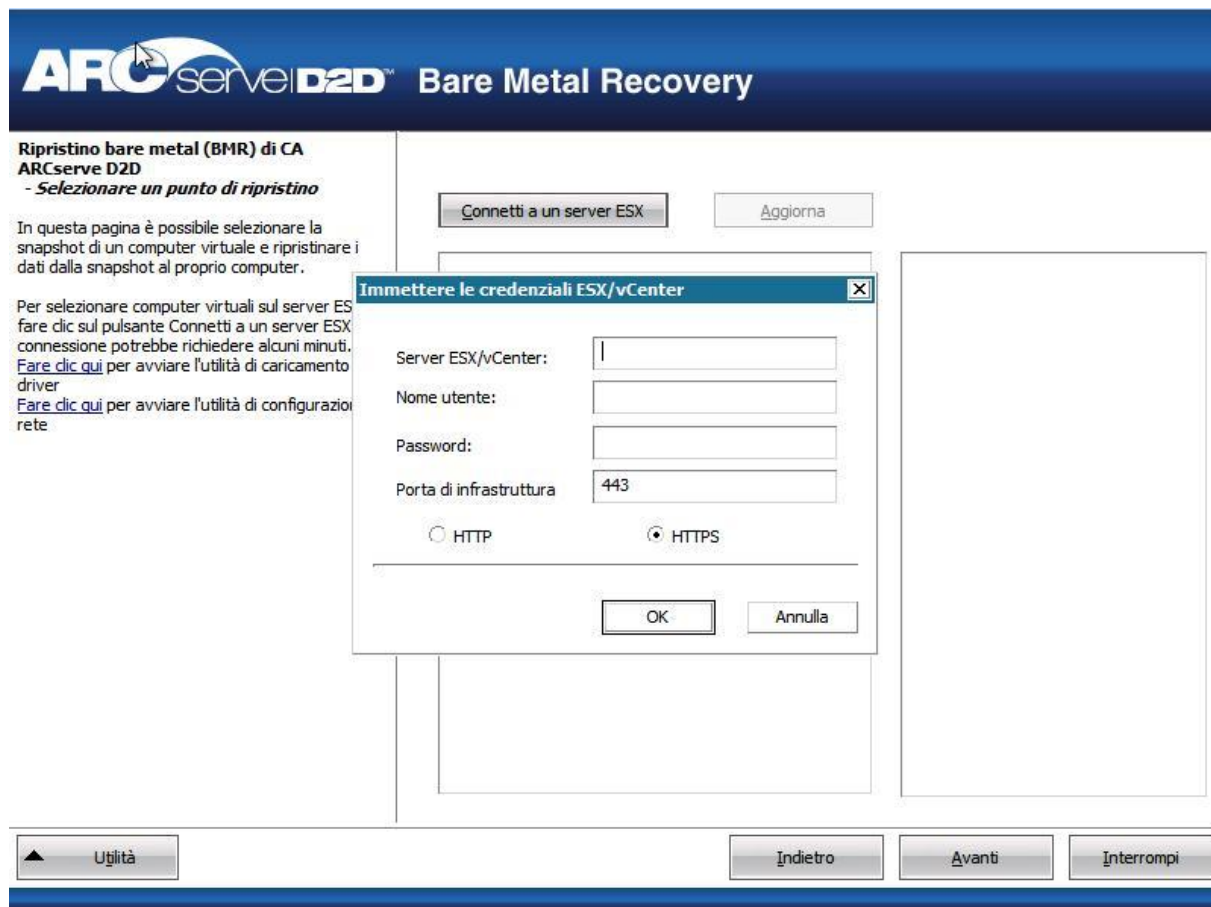 ARCserve D2D™ Bare Metal Recovery
Ripristino bare metal (BMR) di CA
ARCserve D2D
- Selezionare un punto di ripristino
In questa pagina è possibile selezionare la
snapshot di un computer virtuale e ripristinare i
dati dalla snapshot al proprio computer.
Per selezionare computer virtuali sul server ES
fare clic sul pulsante Connetti a un server ESX
connessione potrebbe richiedere alcuni minuti.
Fare clic qui per avviare l'utilità di caricamento
driver
Fare clic qui per avviare l'utilità di configurazion
rete
Connetti a un server ESX
Aggiorna
Immettere le credenziali ESX/vCenter
Server ESX/vCenter:
Nome utente:
Password:
Porta di infrastruttura
443
HTTP
HTTPS
OK
Annulla
Utilità
Indietro
Avanti
Interrompi